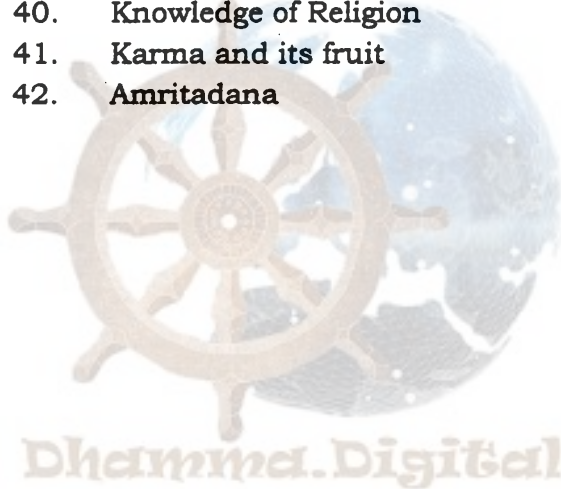 40. Knowledge of Religion
41. Karma and its fruit
42. Amritadana
Dhamma.Digital